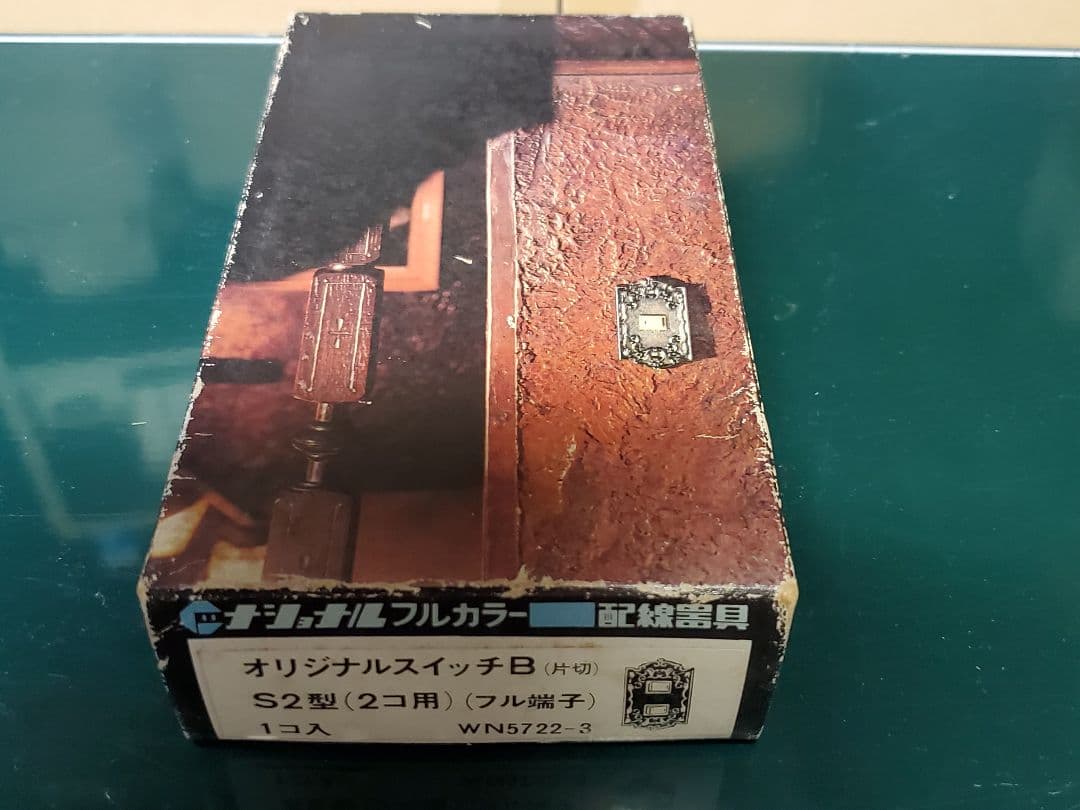 ナショナルフルカラー 配線器具
オリジナルスイッチB(片切)
S2型(2コ用)(フル端子)
1コ入 WN5722-3